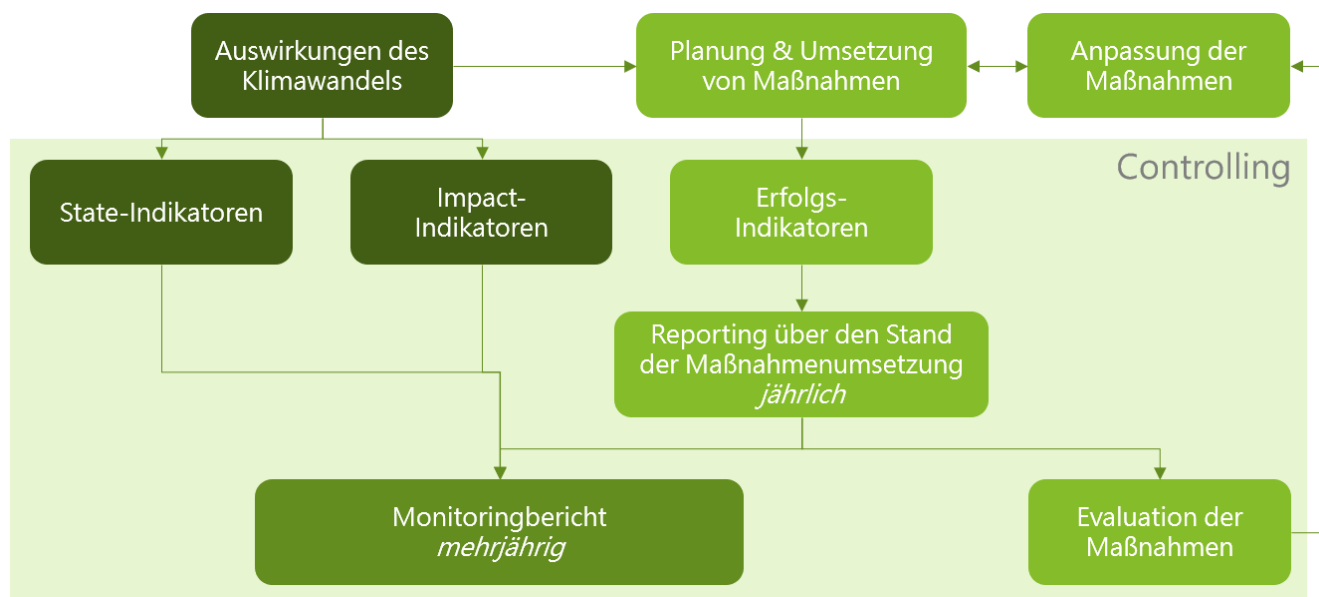 Auswirkungen des
Klimawandels
Planung & Umsetzung
von Maßnahmen
Anpassung der
Maßnahmen
Controlling
State-Indikatoren
Impact-
Indikatoren
Erfolgs-
Indikatoren
Reporting über den Stand
der Maßnahmenumsetzung
jährlich
Monitoringbericht
mehrjährig
Evaluation der
Maßnahmen